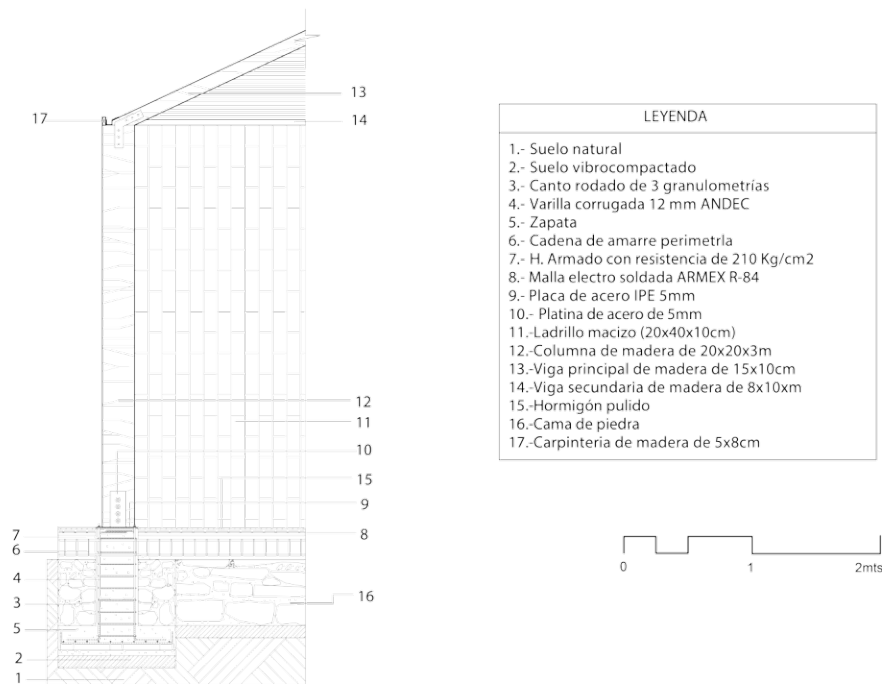 13
17
14
12
11
10
15
9
7
8
6
4
3
16
5
2
1
LEYENDA
1.- Suelo natural
2.- Suelo vibrocompactado
3.- Canto rodado de 3 granulometrías
4.- Varilla corrugada 12 mm ANDEC
5.- Zapata
6.- Cadena de amarre perimetrla
7.- H. Armado con resistencia de 210 Kg/cm2
8.- Malla electro soldada ARMEX R-84
9.- Placa de acero IPE 5mm
10.- Platina de acero de 5mm
11.-Ladrillo macizo (20x40x10cm)
12.-Columna de madera de 20x20x3m
13.-Viga principal de madera de 15x10cm
14.-Viga secundaria de madera de 8x10xm
15.-Hormigón pulido
16.-Cama de piedra
17.-Carpinteria de madera de 5x8cm
0 1 2mts